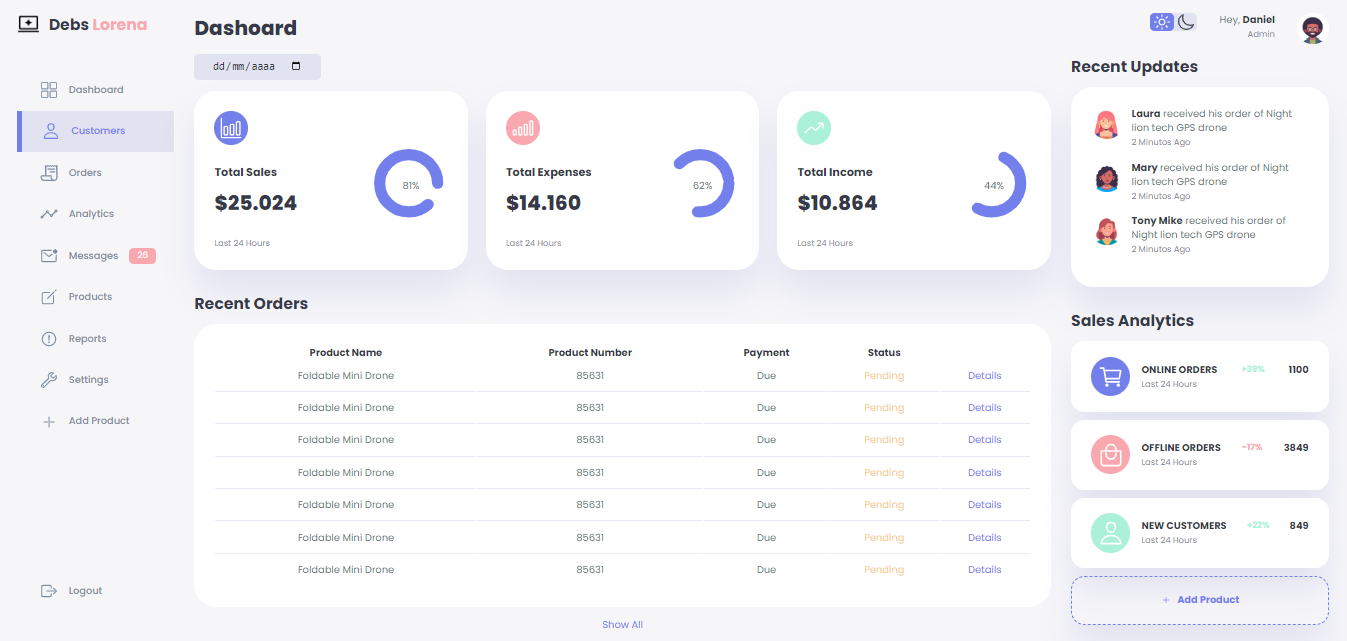 Debs Lorena
Dashboard
Customers
Orders
Analytics
Messages 26
Products
Reports
Settings
Add Product
Logout
Dashoard
dd/mm/aaaa
Total Sales
$25.024
81%
Last 24 Hours
Total Expenses
$14.160
62%
Last 24 Hours
Total Income
$10.864
44%
Last 24 Hours
Recent Orders
Product Name Product Number Payment Status
Foldable Mini Drone 85631 Due Pending Details
Foldable Mini Drone 85631 Due Pending Details
Foldable Mini Drone 85631 Due Pending Details
Foldable Mini Drone 85631 Due Pending Details
Foldable Mini Drone 85631 Due Pending Details
Foldable Mini Drone 85631 Due Pending Details
Foldable Mini Drone 85631 Due Pending Details
Show All
Hey, Daniel
Admin
Recent Updates
Laura received his order of Night
lion tech GPS drone
2 Minutos Ago
Mary received his order of Night
lion tech GPS drone
2 Minutos Ago
Tony Mike received his order of
Night lion tech GPS drone
2 Minutos Ago
Sales Analytics
ONLINE ORDERS +39% 1100
Last 24 Hours
OFFLINE ORDERS -17% 3849
Last 24 Hours
NEW CUSTOMERS +22% 849
Last 24 Hours
+ Add Product